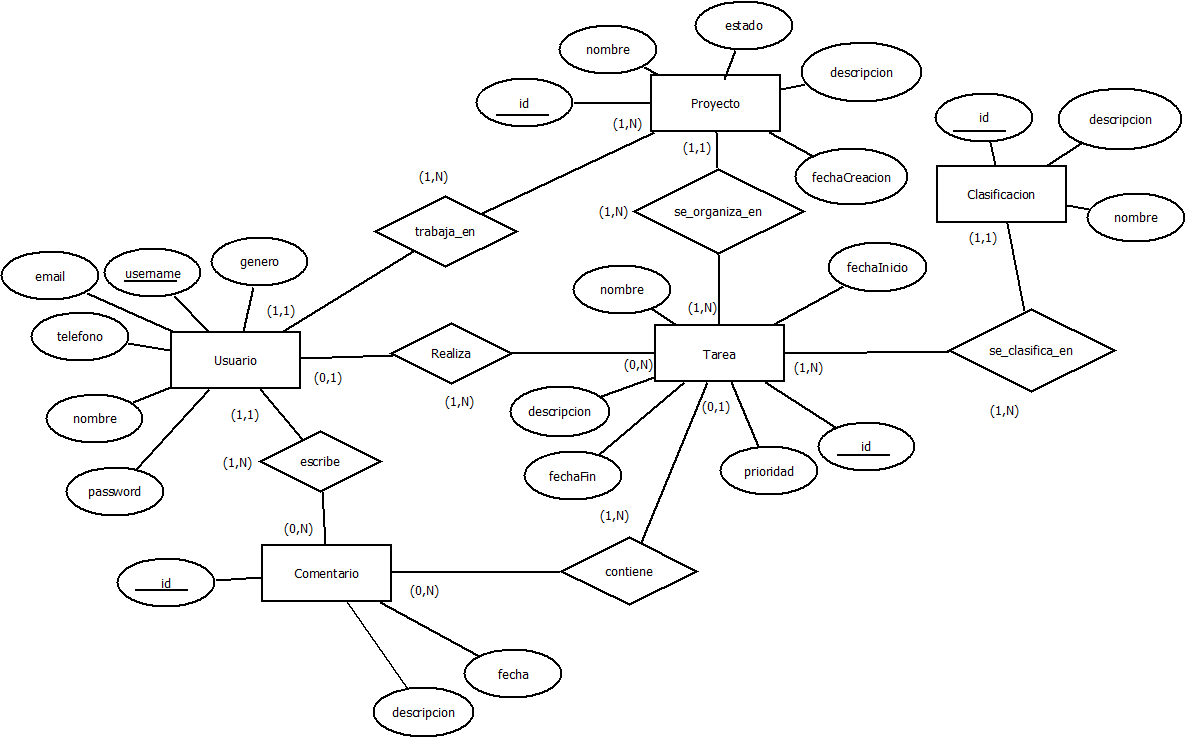 estado
nombre
descripcion
id
Proyecto
(1,N)
(1,1)
fechaCreacion
id
descripcion
Clasificacion
nombre
(1,1)
(1,N)
trabaja_en
(1,N)
se_organiza_en
email
username
genero
nombre
fechaInicio
(1,1)
(1,N)
telefono
Usuario
Realiza
Tarea
se_clasifica_en
(0,1)
(0,N)
(1,N)
(1,N)
(1,N)
nombre
(1,1)
descripcion
(0,1)
id
(1,N)
escribe
password
fechaFin
prioridad
(0,N)
(1,N)
id
Comentario
contiene
(0,N)
fecha
descripcion